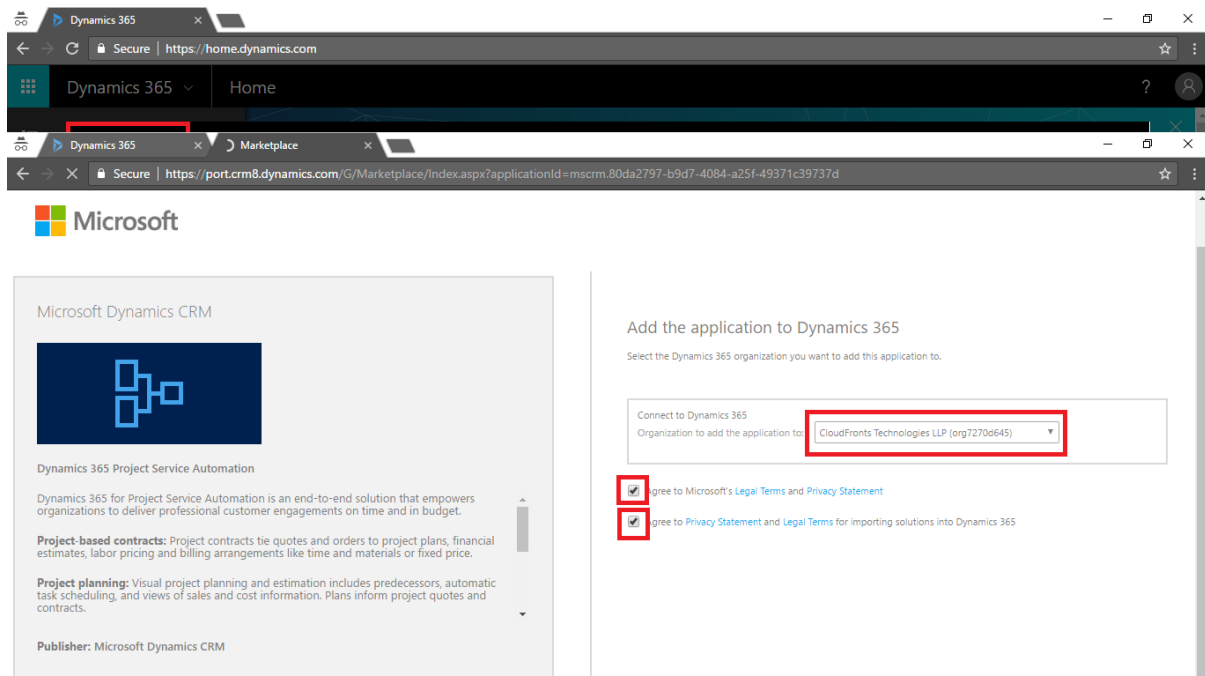 Dynamics 365
Secure | https://home.dynamics.com
Dynamics 365 Home ?
Dynamics 365 Marketplace
Secure | https://port.crm8.dynamics.com/G/Marketplace/Index.aspx?applicationId=mscrm.80da2797-b9d7-4084-a25f-49371c39737d
Microsoft
Microsoft Dynamics CRM
Dynamics 365 Project Service Automation
Dynamics 365 for Project Service Automation is an end-to-end solution that empowers
organizations to deliver professional customer engagements on time and in budget.
Project-based contracts: Project contracts tie quotes and orders to project plans, financial
estimates, labor pricing and billing arrangements like time and materials or fixed price.
Project planning: Visual project planning and estimation includes predecessors, automatic
task scheduling, and views of sales and cost information. Plans inform project quotes and
contracts.
Publisher: Microsoft Dynamics CRM
Add the application to Dynamics 365
Select the Dynamics 365 organization you want to add this application to.
Connect to Dynamics 365
Organization to add the application to: CloudFronts Technologies LLP (org7270d645)
Agree to Microsoft's Legal Terms and Privacy Statement
Agree to Privacy Statement and Legal Terms for importing solutions into Dynamics 365